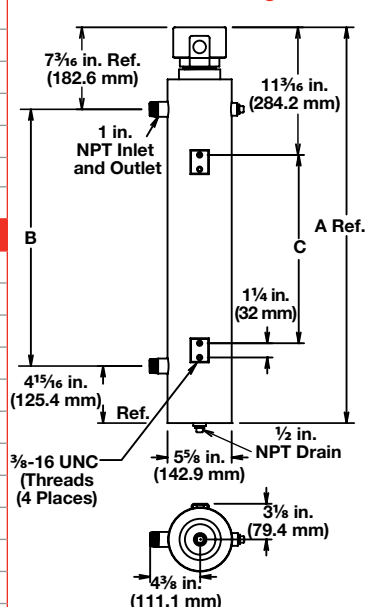 7³⁄₁₆ in. Ref.
(182.6 mm)
11³⁄₁₆ in.
(284.2 mm)
1 in.
NPT Inlet
and Outlet
A Ref.
B
C
1¼ in.
(32 mm)
4¹⁵⁄₁₆ in.
(125.4 mm)
Ref.
⅜-16 UNC
(Threads
(4 Places)
5⅝ in.
(142.9 mm)
½ in.
NPT Drain
3⅛ in.
(79.4 mm)
4⅜ in.
(111.1 mm)